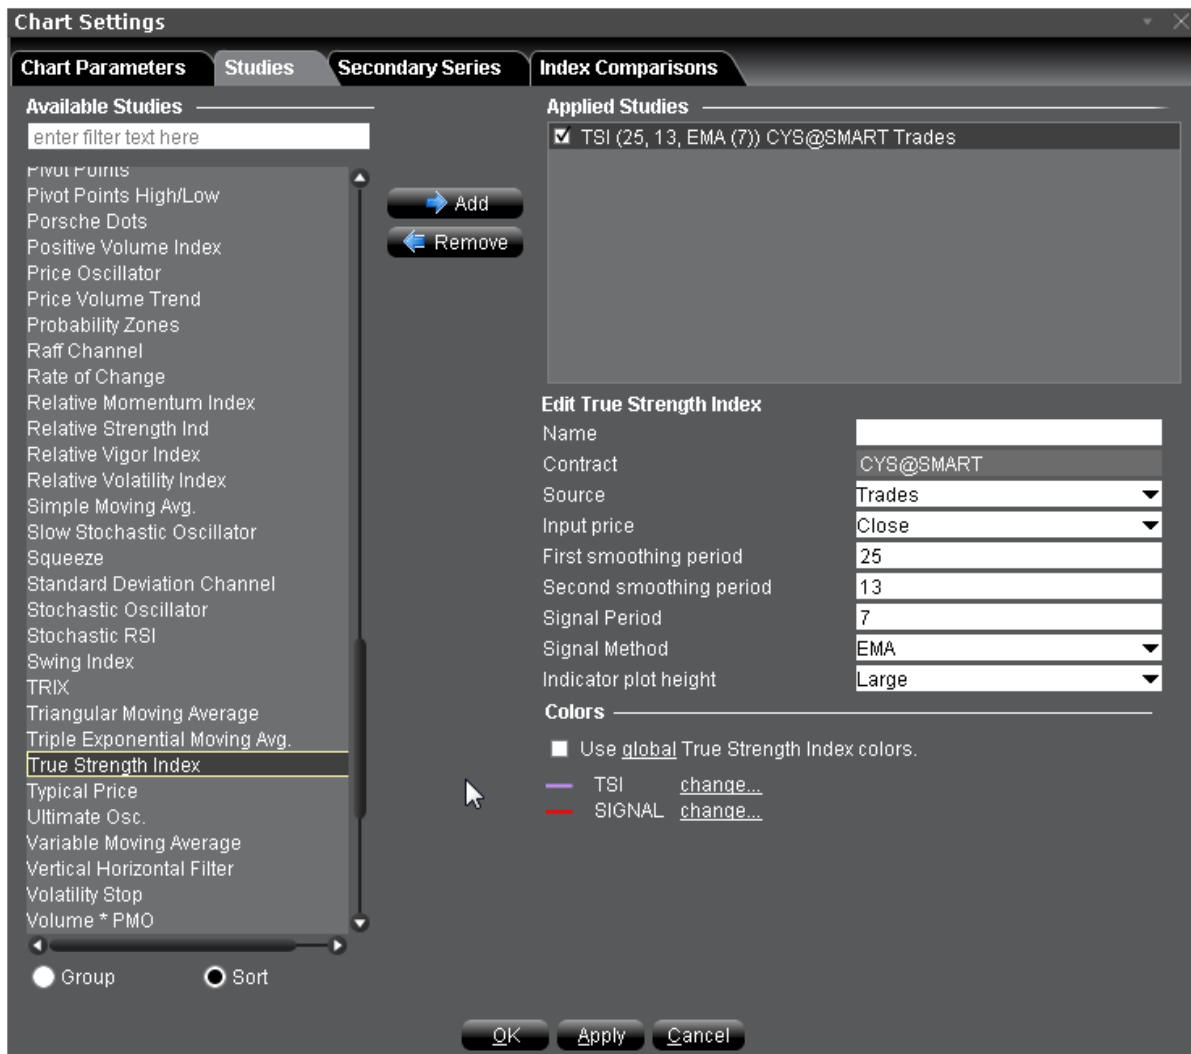 Chart Settings
Chart Parameters
Studies
Secondary Series
Index Comparisons
Available Studies
enter filter text here
Pivot Points
Pivot Points High/Low
Porsche Dots
Positive Volume Index
Price Oscillator
Price Volume Trend
Probability Zones
Raff Channel
Rate of Change
Relative Momentum Index
Relative Strength Ind
Relative Vigor Index
Relative Volatility Index
Simple Moving Avg.
Slow Stochastic Oscillator
Squeeze
Standard Deviation Channel
Stochastic Oscillator
Stochastic RSI
Swing Index
TRIX
Triangular Moving Average
Triple Exponential Moving Avg.
True Strength Index
Typical Price
Ultimate Osc.
Variable Moving Average
Vertical Horizontal Filter
Volatility Stop
Volume * PMO
Group
Sort
Add
Remove
Applied Studies
TSI (25, 13, EMA (7)) CYS@SMART Trades
Edit True Strength Index
Name
Contract CYS@SMART
Source Trades
Input price Close
First smoothing period 25
Second smoothing period 13
Signal Period 7
Signal Method EMA
Indicator plot height Large
Colors
Use global True Strength Index colors.
TSI change...
SIGNAL change...
OK
Apply
Cancel